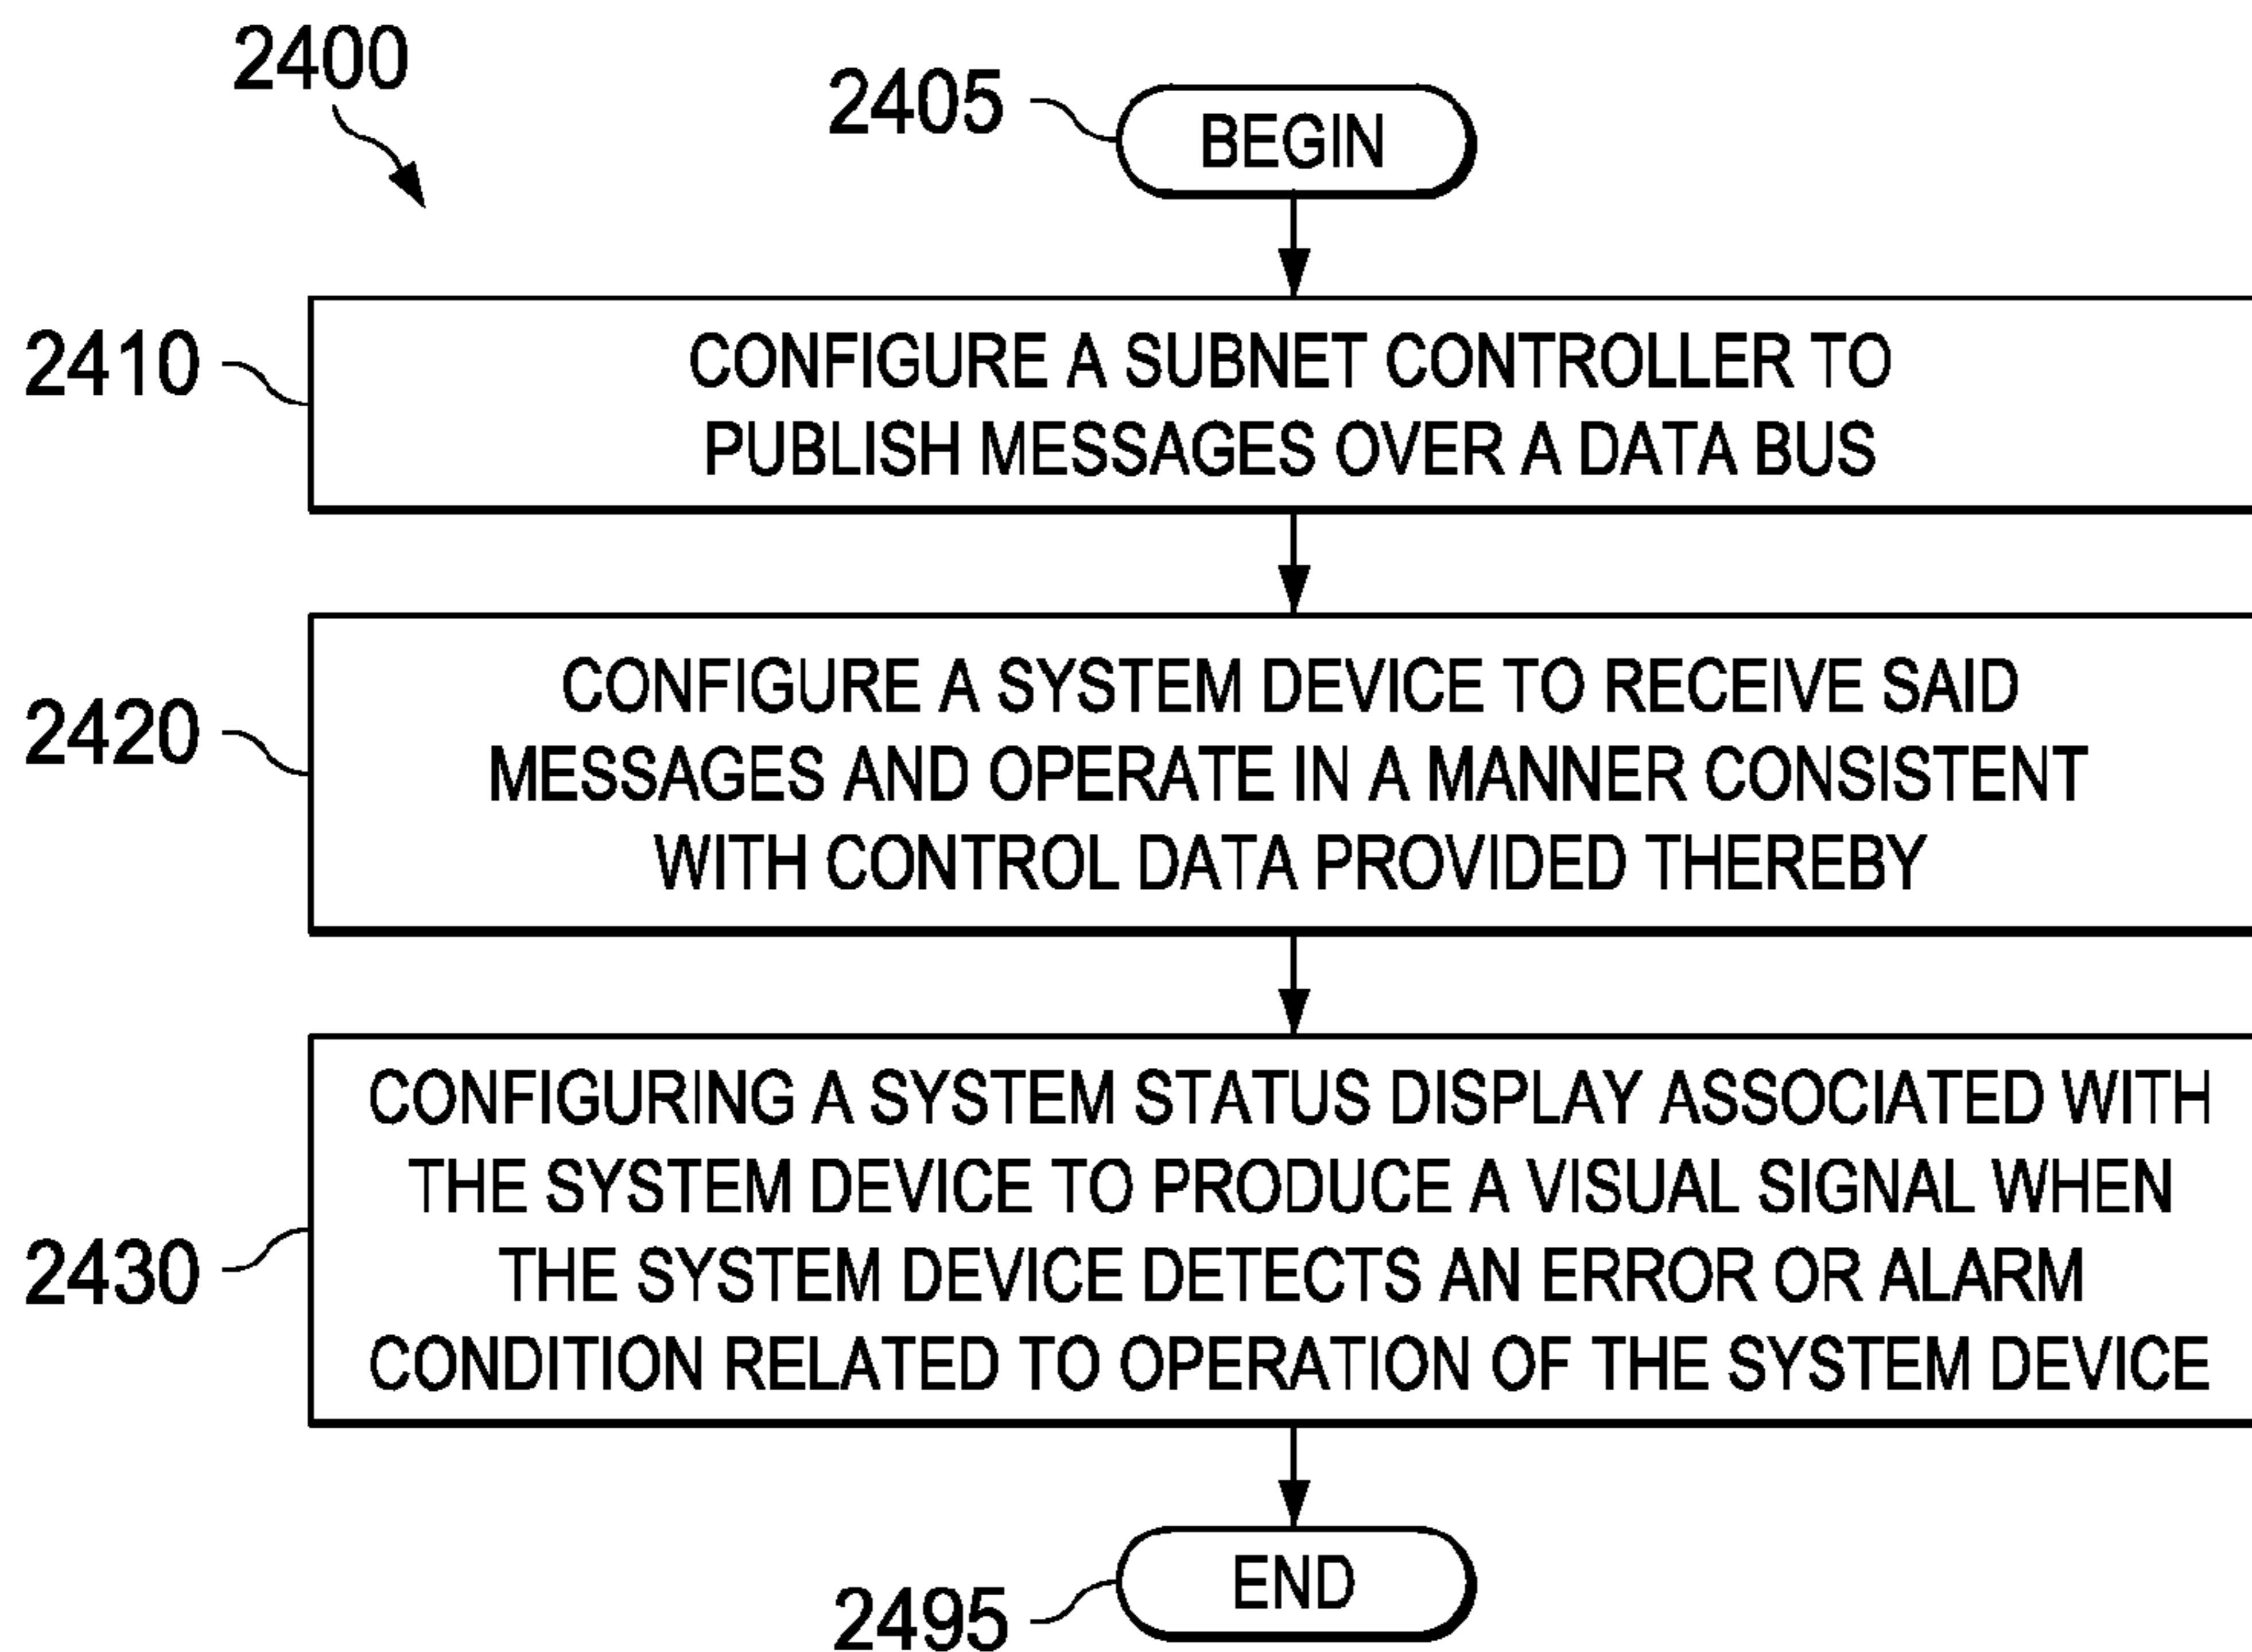 2400
2405
BEGIN
2410
CONFIGURE A SUBNET CONTROLLER TO
PUBLISH MESSAGES OVER A DATA BUS
2420
CONFIGURE A SYSTEM DEVICE TO RECEIVE SAID
MESSAGES AND OPERATE IN A MANNER CONSISTENT
WITH CONTROL DATA PROVIDED THEREBY
2430
CONFIGURING A SYSTEM STATUS DISPLAY ASSOCIATED WITH
THE SYSTEM DEVICE TO PRODUCE A VISUAL SIGNAL WHEN
THE SYSTEM DEVICE DETECTS AN ERROR OR ALARM
CONDITION RELATED TO OPERATION OF THE SYSTEM DEVICE
2495
END